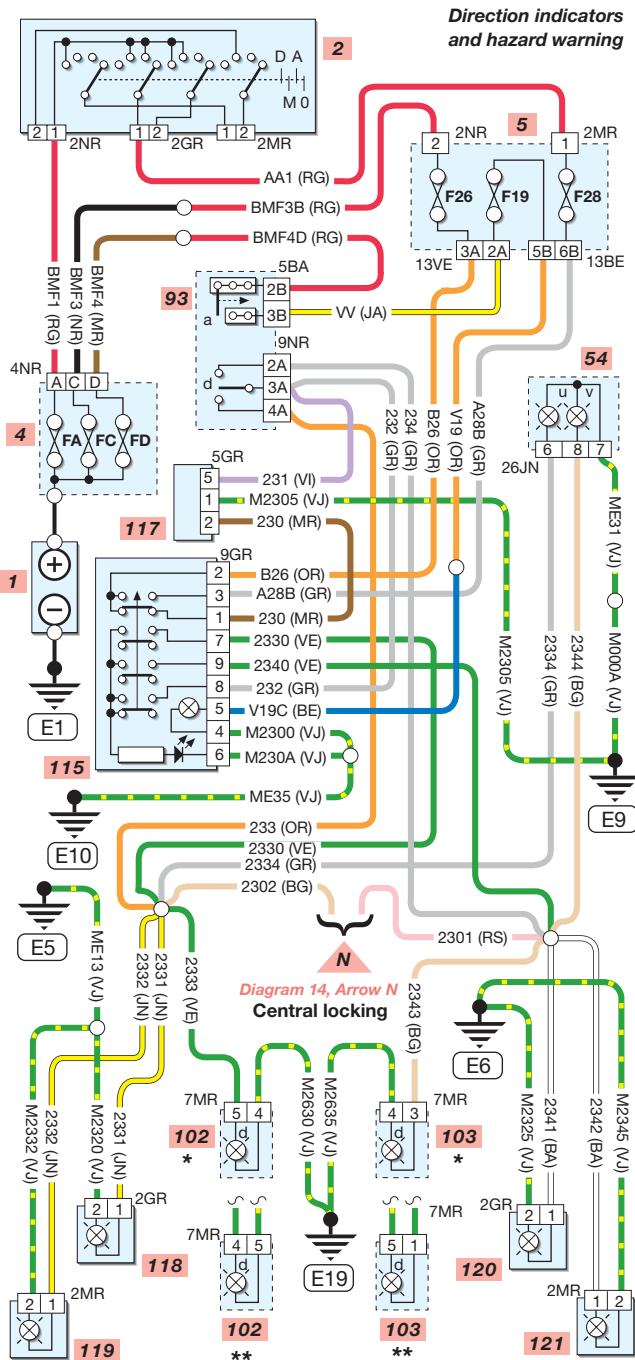 Direction indicators
and hazard warning
2
D A
M 0
2 1
2NR
1 2
2GR
1 2
2MR
5
2NR
2
2MR
1
AA1 (RG)
F26
F19
F28
BMF3B (RG)
BMF4D (RG)
3A 2A
5B 6B
13VE
13BE
BMF1 (RG)
BMF3 (NR)
BMF4 (MR)
93
5BA
2B
3B
a
VV (JA)
9NR
2A
3A
4A
d
54
u v
6 8 7
26JN
4NR
A C D
4
FA FC FD
232 (GR)
234 (GR)
B26 (OR)
V19 (OR)
A28B (GR)
5GR
5
1
2
117
231 (VI)
M2305 (VJ)
230 (MR)
ME31 (VJ)
1
+
−
E1
9GR
2
3
1
7
9
8
5
4
6
B26 (OR)
A28B (GR)
230 (MR)
2330 (VE)
2340 (VE)
232 (GR)
V19C (BE)
M2300 (VJ)
M230A (VJ)
115
ME35 (VJ)
E10
M2305 (VJ)
2334 (GR)
2344 (BG)
M000A (VJ)
E9
233 (OR)
2330 (VE)
2334 (GR)
2302 (BG)
E5
N
2301 (RS)
Diagram 14, Arrow N
Central locking
ME13 (VJ)
2332 (JN)
2331 (JN)
2333 (VE)
2343 (BG)
E6
M2332 (VJ)
2332 (JN)
M2320 (VJ)
2331 (JN)
M2630 (VJ)
M2635 (VJ)
M2325 (VJ)
2341 (BA)
2342 (BA)
M2345 (VJ)
7MR
5 4
d
102
*
7MR
4 3
d
103
*
2GR
2 1
118
7MR
4 5
d
102
**
E19
7MR
5 1
d
103
**
2GR
2 1
120
2MR
2 1
119
2MR
1 2
121